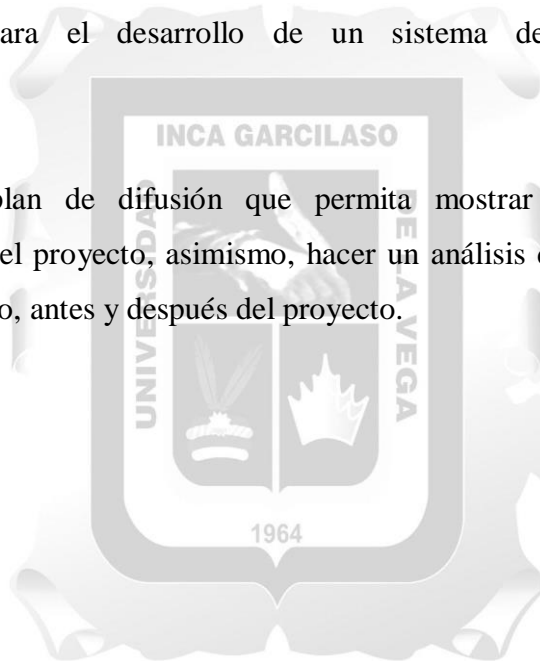 ara el desarrollo de un sistema de
INCA GARCILASO
UNIVERSIDAD
DE LA VEGA
plan de difusión que permita mostrar
el proyecto, asimismo, hacer un análisis
o, antes y después del proyecto.
1964